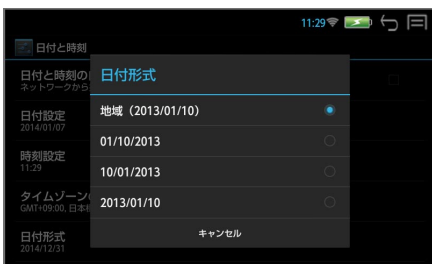 11:29
日付と時刻
日付と時刻の
ネットワークから
日付設定
2014/01/07
時刻設定
11:29
タイムゾーン
GMT+09:00, 日本
日付形式
2014/12/31
日付形式
地域（2013/01/10）
01/10/2013
10/01/2013
2013/01/10
キャンセル